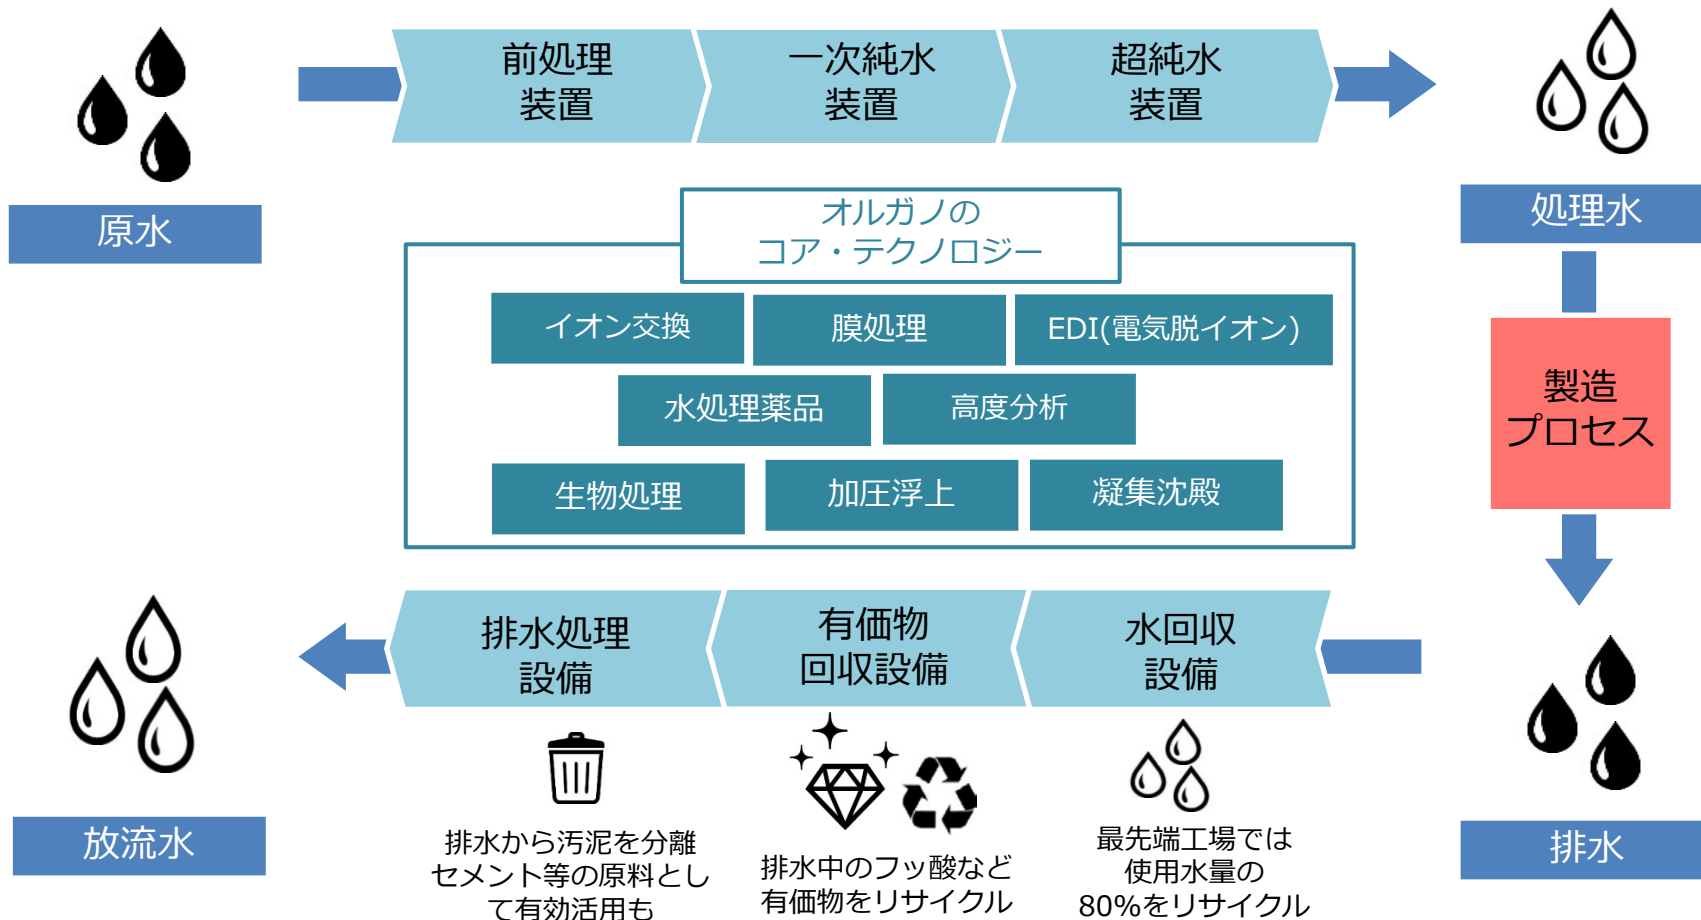 前処理
装置
一次純水
装置
超純水
装置
原水
処理水
オルガノの
コア・テクノロジー
イオン交換
膜処理
EDI(電気脱イオン)
水処理薬品
高度分析
生物処理
加圧浮上
凝集沈殿
製造
プロセス
排水処理
設備
有価物
回収設備
水回収
設備
放流水
排水から汚泥を分離
セメント等の原料とし
て有効活用も
排水中のフッ酸など
有価物をリサイクル
最先端工場では
使用水量の
80%をリサイクル
排水